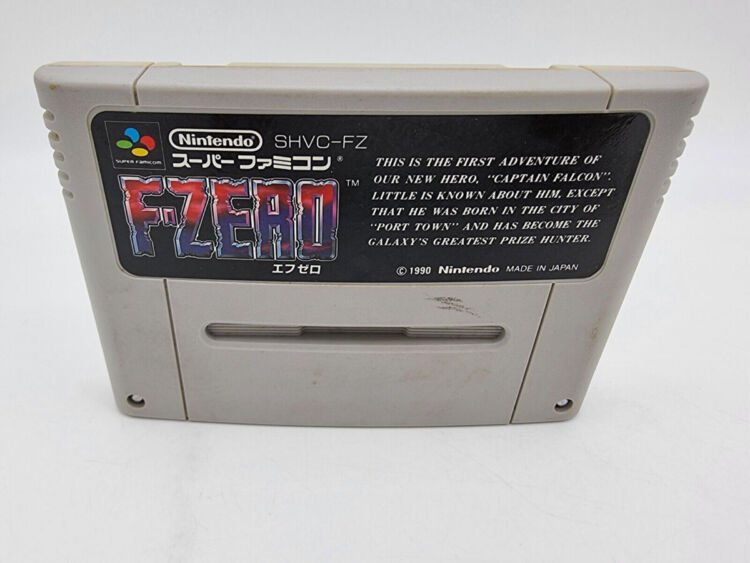 SUPER FAMICOM
Nintendo® SHVC-FZ
スーパーファミコン®
F-ZERO™
エフゼロ
THIS IS THE FIRST ADVENTURE OF
OUR NEW HERO, "CAPTAIN FALCON".
LITTLE IS KNOWN ABOUT HIM, EXCEPT
THAT HE WAS BORN IN THE CITY OF
"PORT TOWN" AND HAS BECOME THE
GALAXY'S GREATEST PRIZE HUNTER.
©1990 Nintendo MADE IN JAPAN